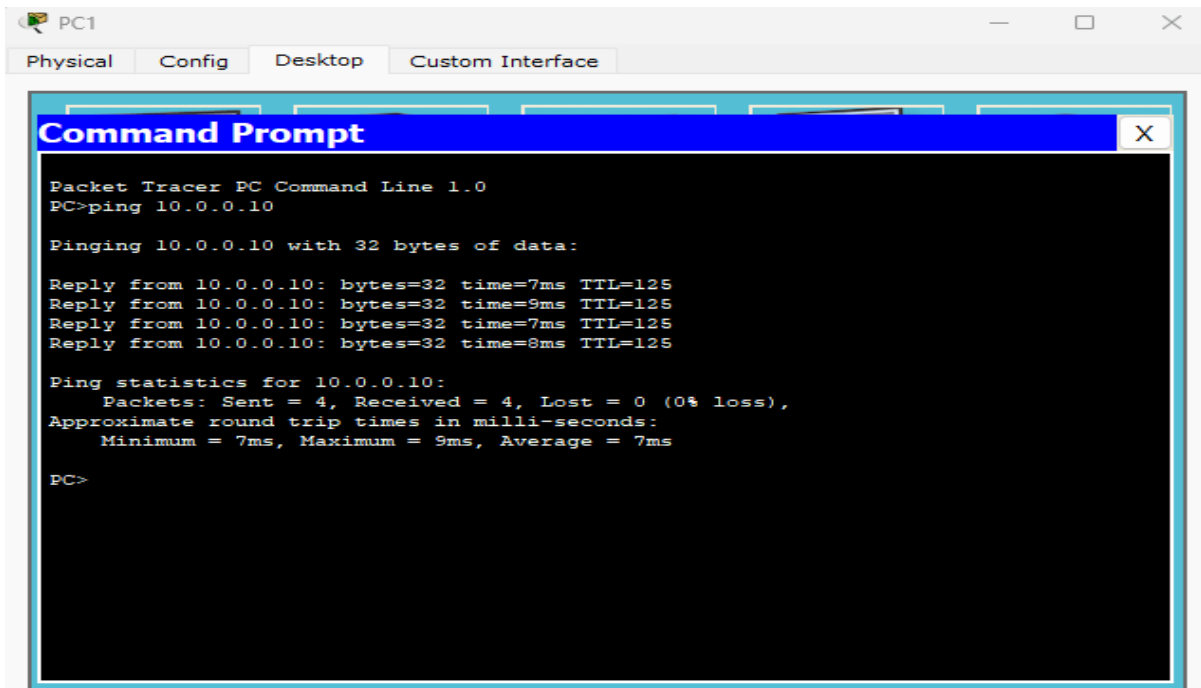 PC1
Physical Config Desktop Custom Interface
Command Prompt X
Packet Tracer PC Command Line 1.0
PC>ping 10.0.0.10
Pinging 10.0.0.10 with 32 bytes of data:
Reply from 10.0.0.10: bytes=32 time=7ms TTL=125
Reply from 10.0.0.10: bytes=32 time=9ms TTL=125
Reply from 10.0.0.10: bytes=32 time=7ms TTL=125
Reply from 10.0.0.10: bytes=32 time=8ms TTL=125
Ping statistics for 10.0.0.10:
Packets: Sent = 4, Received = 4, Lost = 0 (0% loss),
Approximate round trip times in milli-seconds:
Minimum = 7ms, Maximum = 9ms, Average = 7ms
PC>